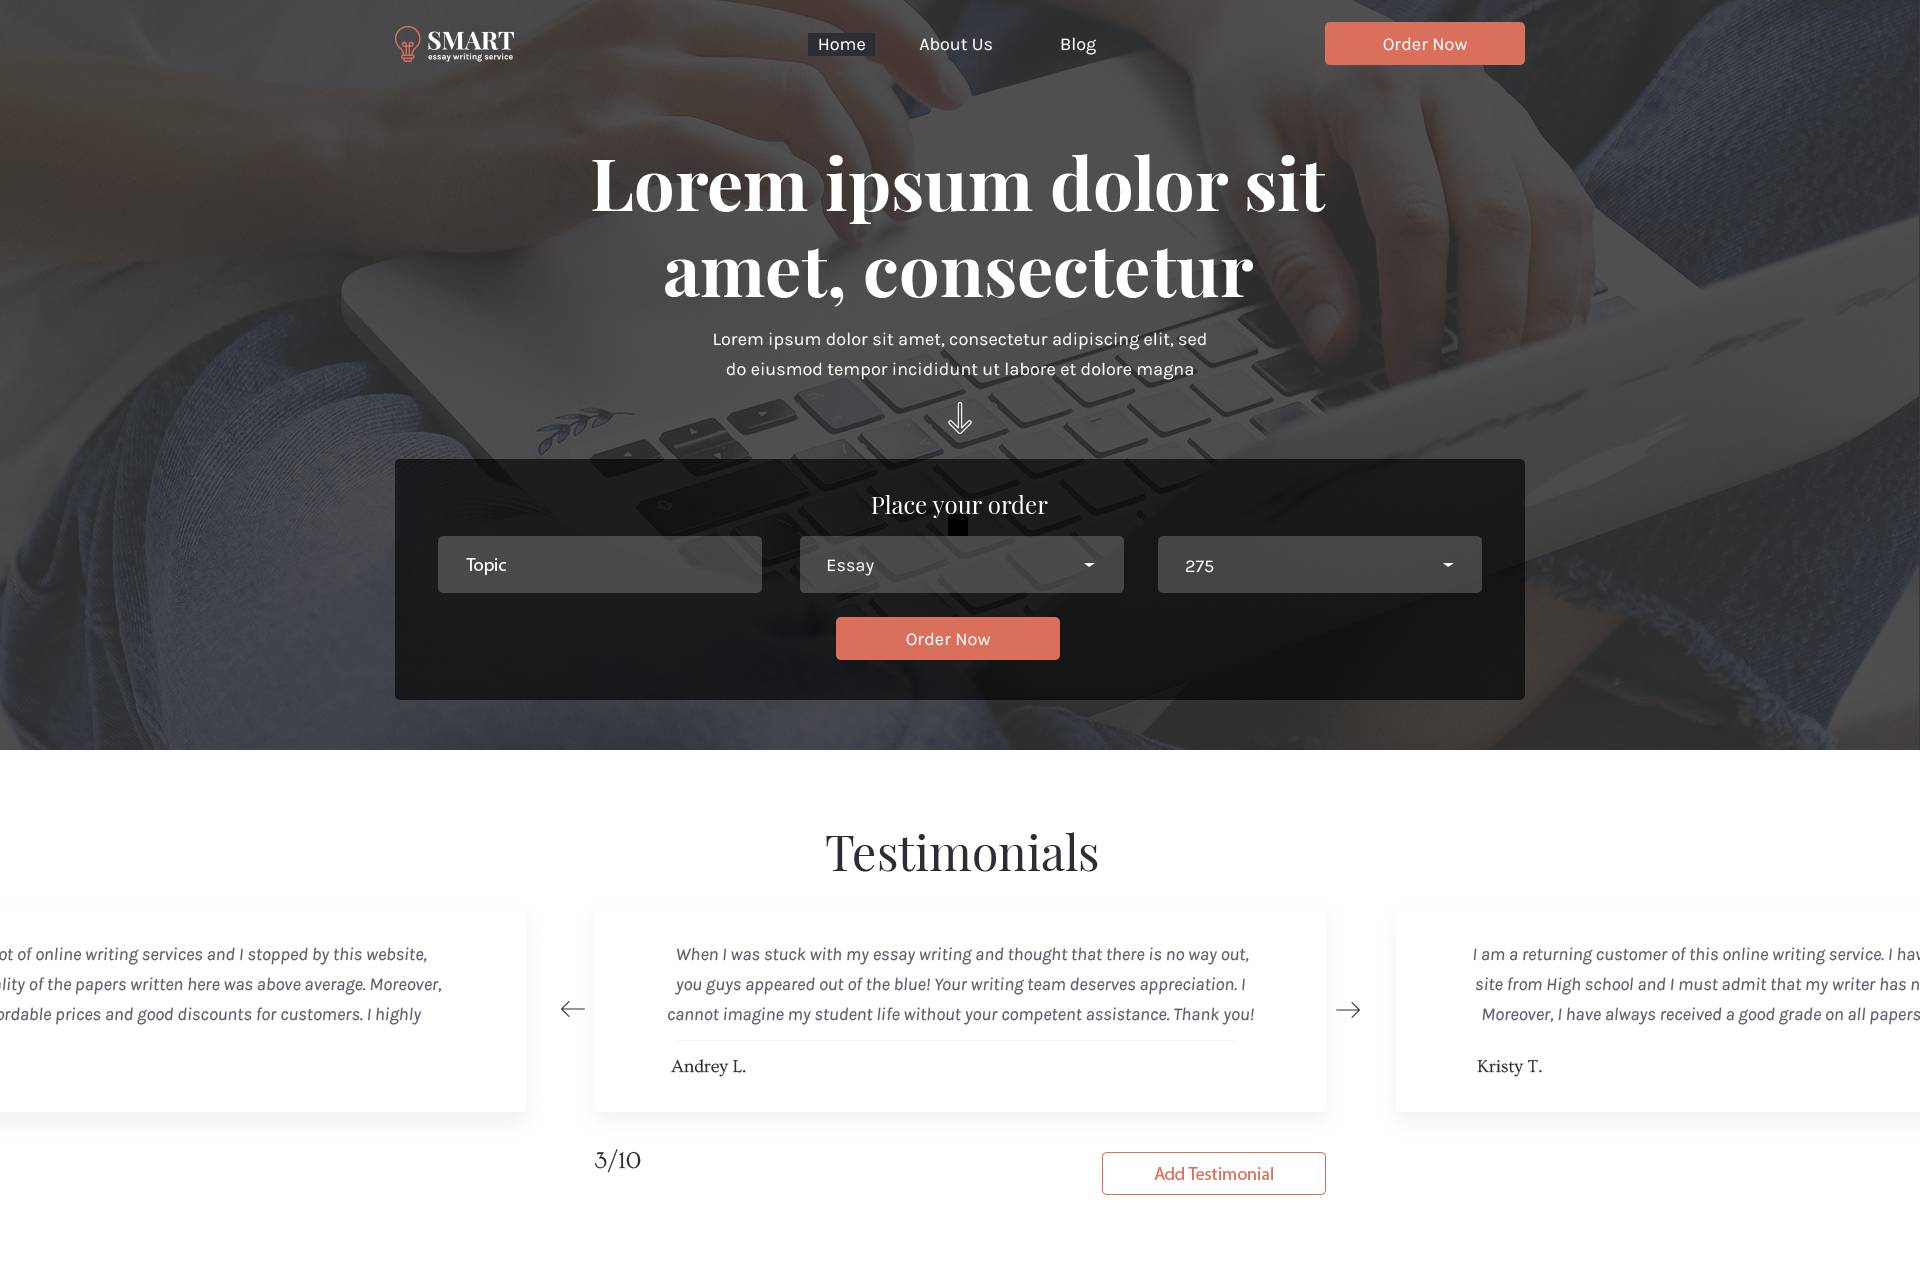 SMART
essay writing service
Home
About Us
Blog
Order Now
Lorem ipsum dolor sit
amet, consectetur
Lorem ipsum dolor sit amet, consectetur adipiscing elit, sed
do eiusmod tempor incididunt ut labore et dolore magna
Place your order
Topic
Essay
275
Order Now
Testimonials
of online writing services and I stopped by this website,
of the papers written here was above average. Moreover,
prices and good discounts for customers. I highly
When I was stuck with my essay writing and thought that there is no way out,
you guys appeared out of the blue! Your writing team deserves appreciation. I
cannot imagine my student life without your competent assistance. Thank you!
Andrey L.
I am a returning customer of this online writing service. I
site from High school and I must admit that my writer has
Moreover, I have always received a good grade on all papers
Kristy T.
3/10
Add Testimonial